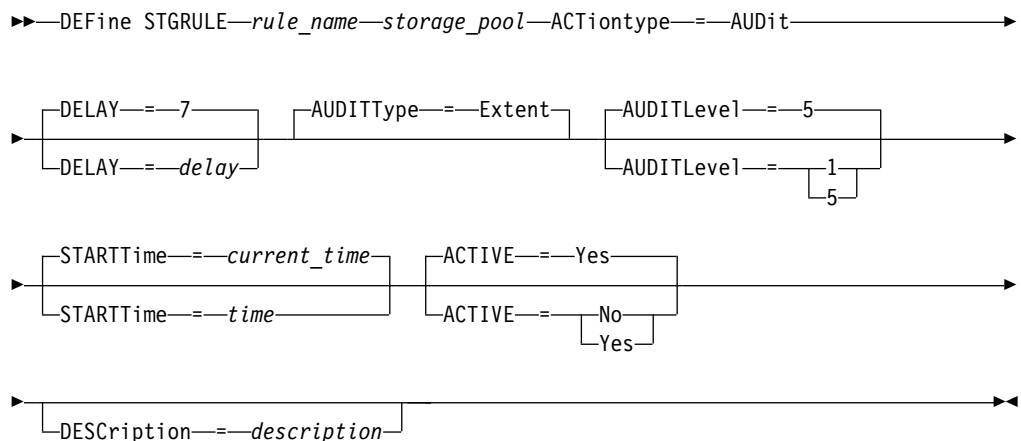 DEFine STGRULE rule_name storage_pool ACTiontype = AUDit
DELAY = 7 AUDITType = Extent AUDITLevel = 5
DELAY = delay AUDITLevel = 1
5
STARTTime = current_time ACTIVE = Yes
STARTTime = time ACTIVE = No
Yes
DESCription = description